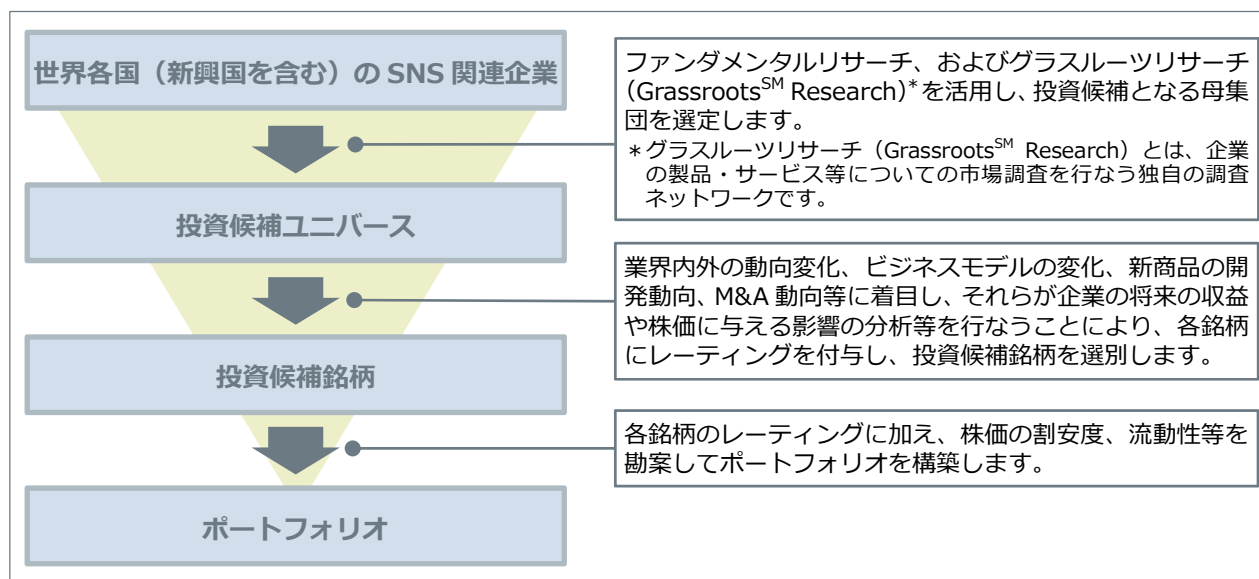 世界各国（新興国を含む）の SNS 関連企業
ファンダメンタルリサーチ、およびグラスルーツリサーチ
（Grassroots℠ Research）*を活用し、投資候補となる母集
団を選定します。
＊グラスルーツリサーチ（Grassroots℠ Research）とは、企業
の製品・サービス等についての市場調査を行なう独自の調査
ネットワークです。
投資候補ユニバース
業界内外の動向変化、ビジネスモデルの変化、新商品の開
発動向、M&A 動向等に着目し、それらが企業の将来の収益
や株価に与える影響の分析等を行なうことにより、各銘柄
にレーティングを付与し、投資候補銘柄を選別します。
投資候補銘柄
各銘柄のレーティングに加え、株価の割安度、流動性等を
勘案してポートフォリオを構築します。
ポートフォリオ